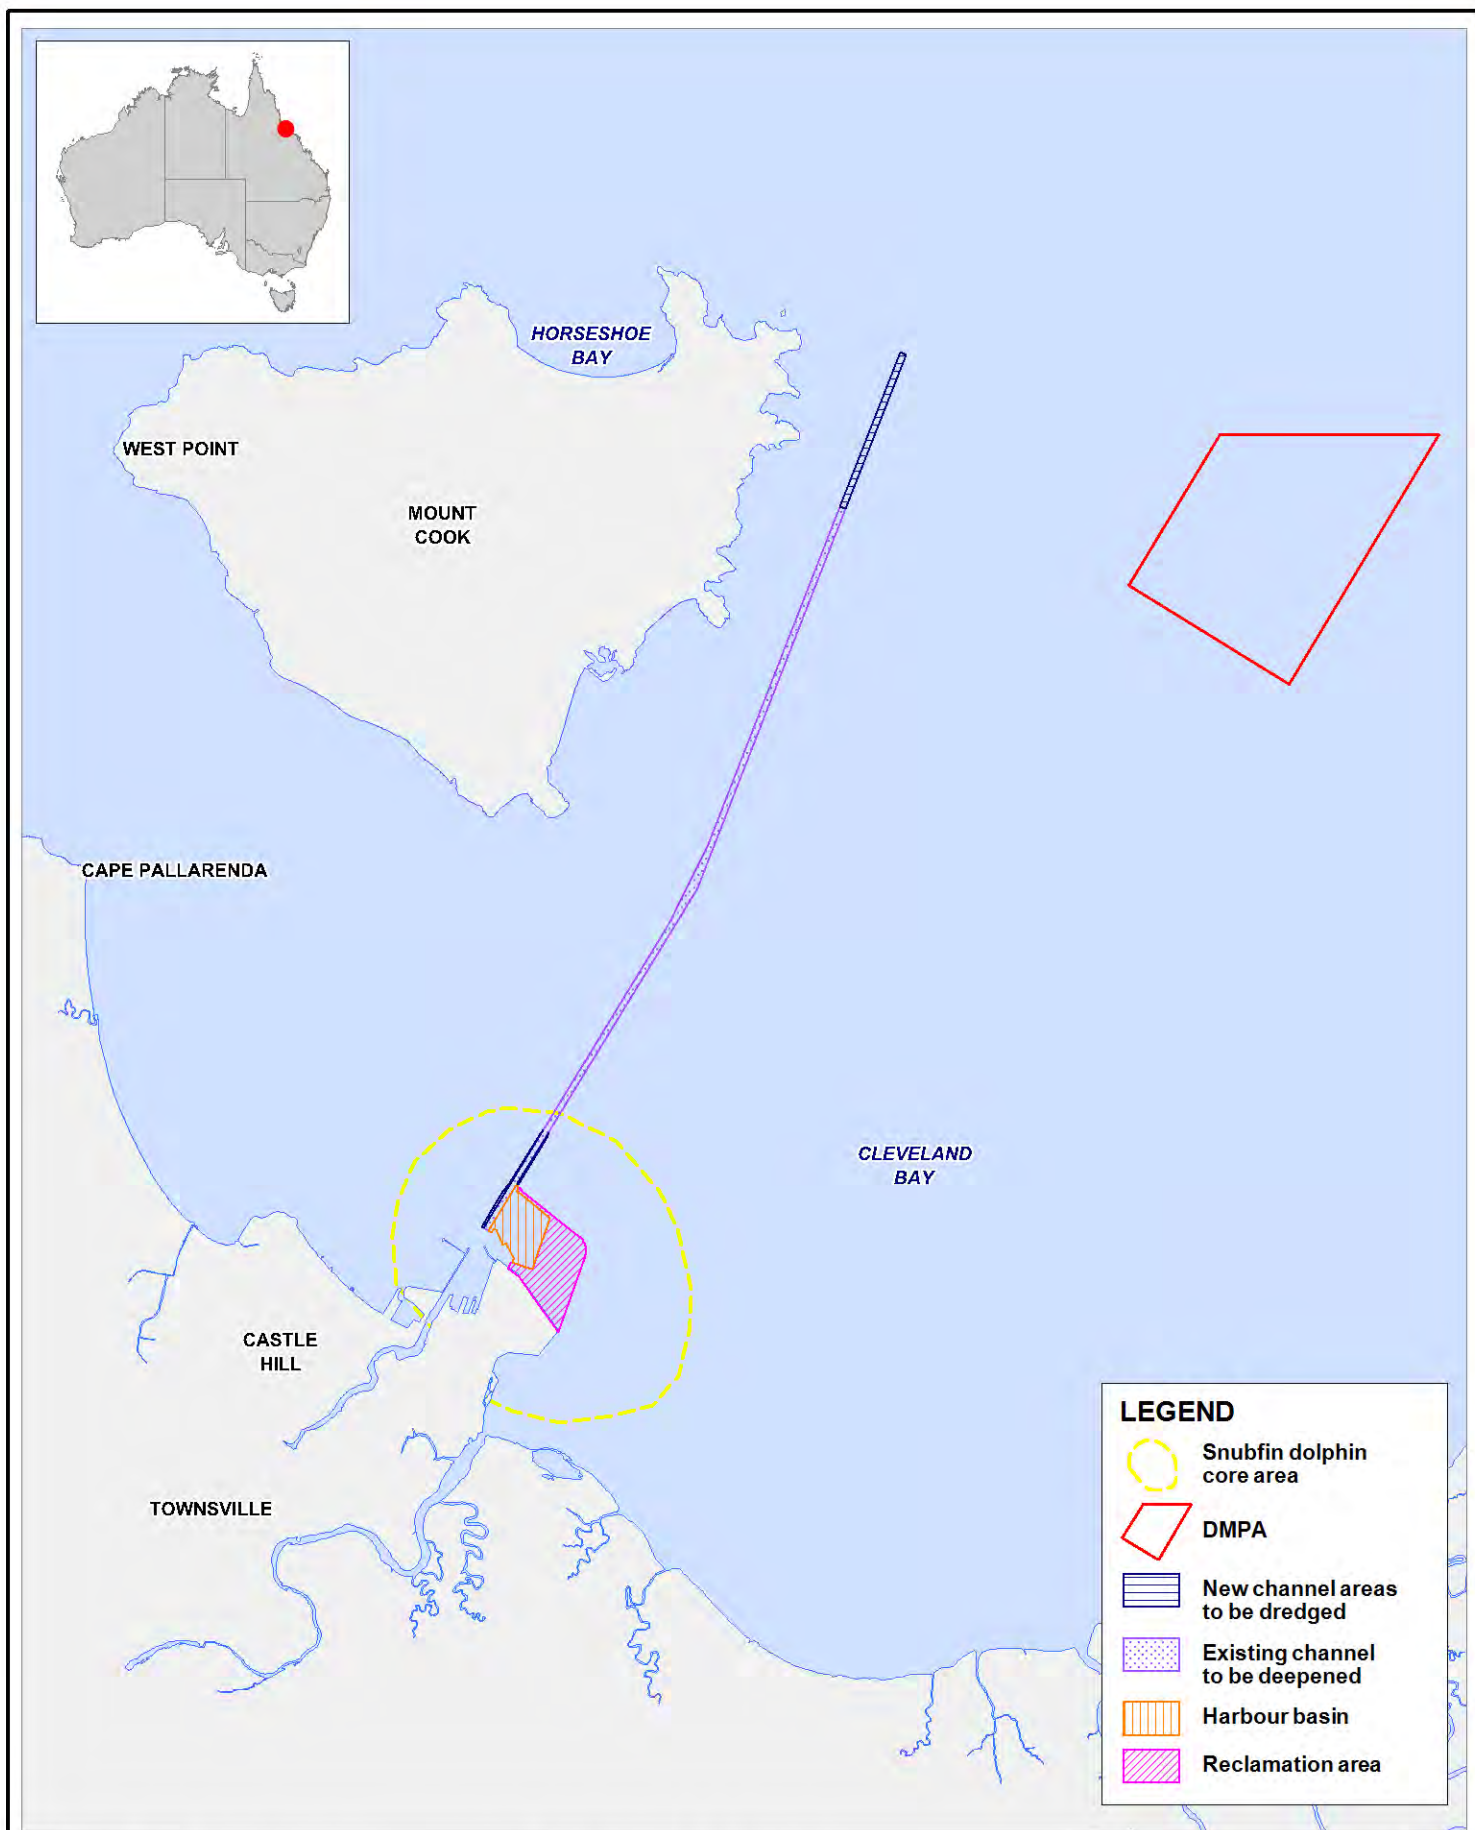 HORSESHOE
BAY
WEST POINT
MOUNT
COOK
CAPE PALLARENDA
CLEVELAND
BAY
CASTLE
HILL
TOWNSVILLE
LEGEND
Snubfin dolphin
core area
DMPA
New channel areas
to be dredged
Existing channel
to be deepened
Harbour basin
Reclamation area